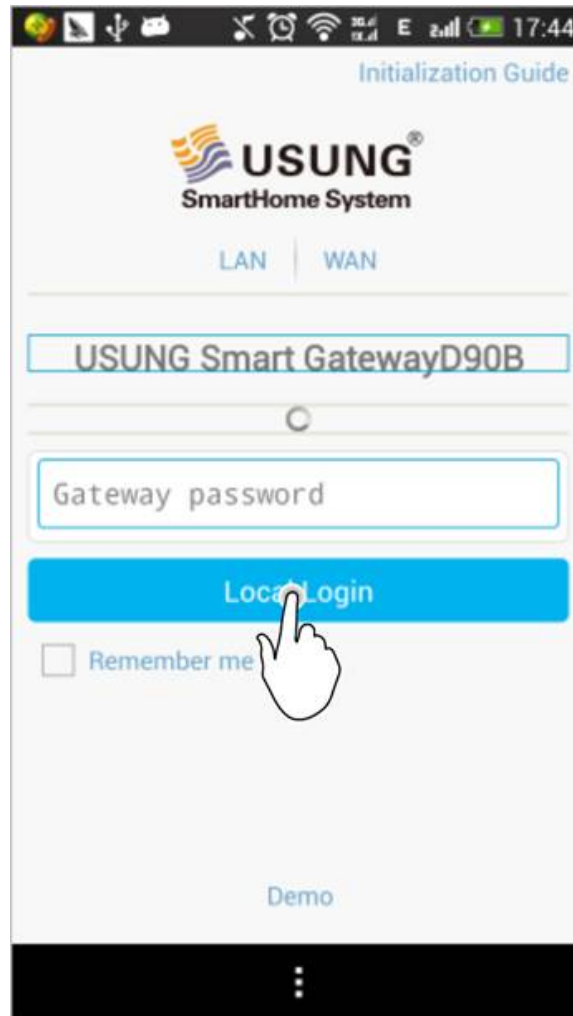 E 17:44
Initialization Guide
USUNG®
SmartHome System
LAN WAN
USUNG Smart GatewayD90B
Gateway password
Local Login
Remember me
Demo